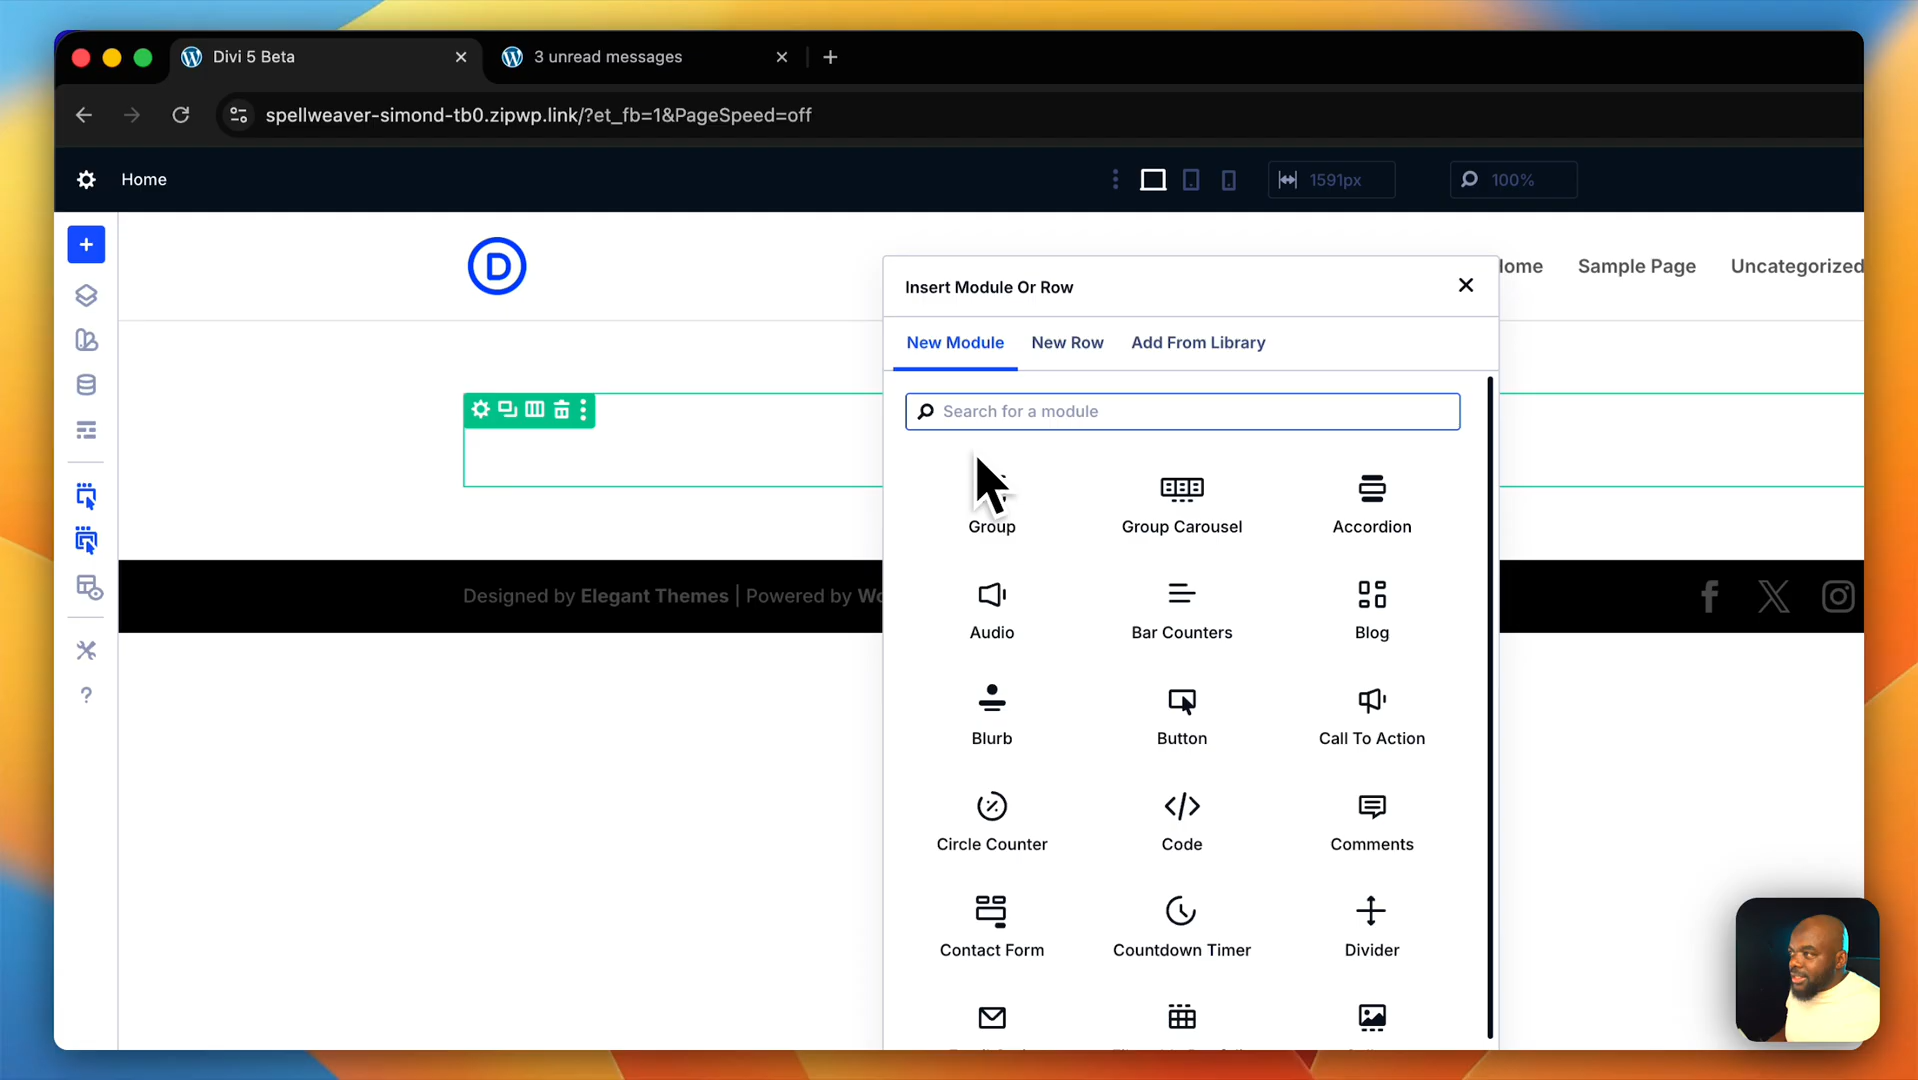 Divi 5 Beta
3 unread messages
spellweaver-simond-tb0.zipwp.link/?et_fb=1&PageSpeed=off
Home
1591px
100%
D
Insert Module Or Row
ome
Sample Page
Uncategorized
New Module
New Row
Add From Library
Search for a module
Group
Group Carousel
Accordion
Designed by Elegant Themes | Powered by Wo
Audio
Bar Counters
Blog
Blurb
Button
Call To Action
Circle Counter
Code
Comments
Contact Form
Countdown Timer
Divider